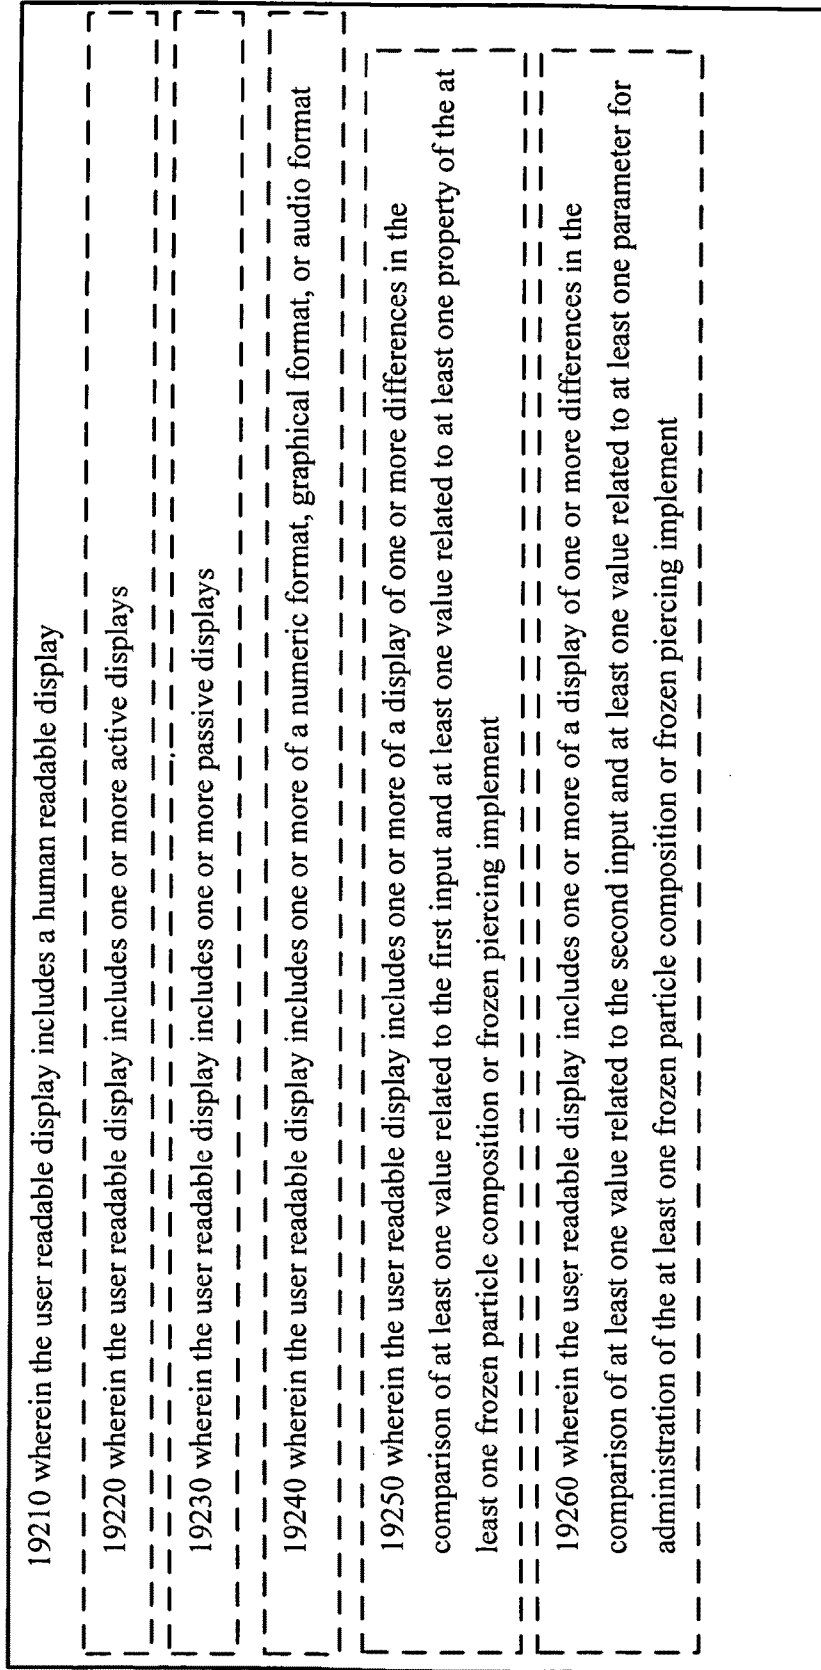 19210 wherein the user readable display includes a human readable display
19220 wherein the user readable display includes one or more active displays
19230 wherein the user readable display includes one or more passive displays
19240 wherein the user readable display includes one or more of a numeric format, graphical format, or audio format
19250 wherein the user readable display includes one or more of a display of one or more differences in the
comparison of at least one value related to the first input and at least one value related to at least one property of the at
least one frozen particle composition or frozen piercing implement
19260 wherein the user readable display includes one or more of a display of one or more differences in the
comparison of at least one value related to the second input and at least one value related to at least one parameter for
administration of the at least one frozen particle composition or frozen piercing implement